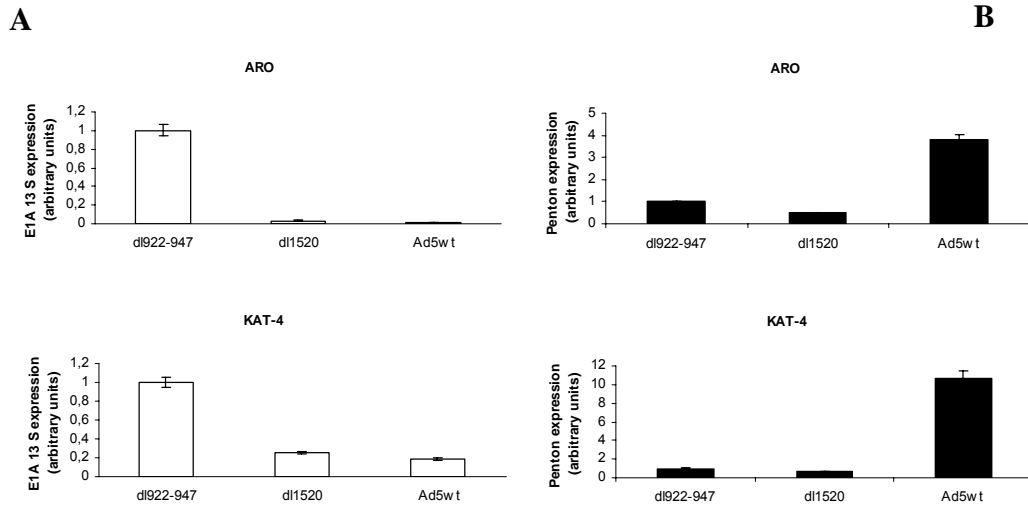 A
B
ARO
E1A 13 S expression
(arbitrary units)
1,2
1
0,8
0,6
0,4
0,2
0
dl922-947
dl1520
Ad5wt
ARO
Penton expression
(arbitrary units)
5
4
3
2
1
0
dl922-947
dl1520
Ad5wt
KAT-4
E1A 13 S expression
(arbitrary units)
1,2
1
0,8
0,6
0,4
0,2
0
dl922-947
dl1520
Ad5wt
KAT-4
Penton expression
(arbitrary units)
12
10
8
6
4
2
0
dl922-947
dl1520
Ad5wt